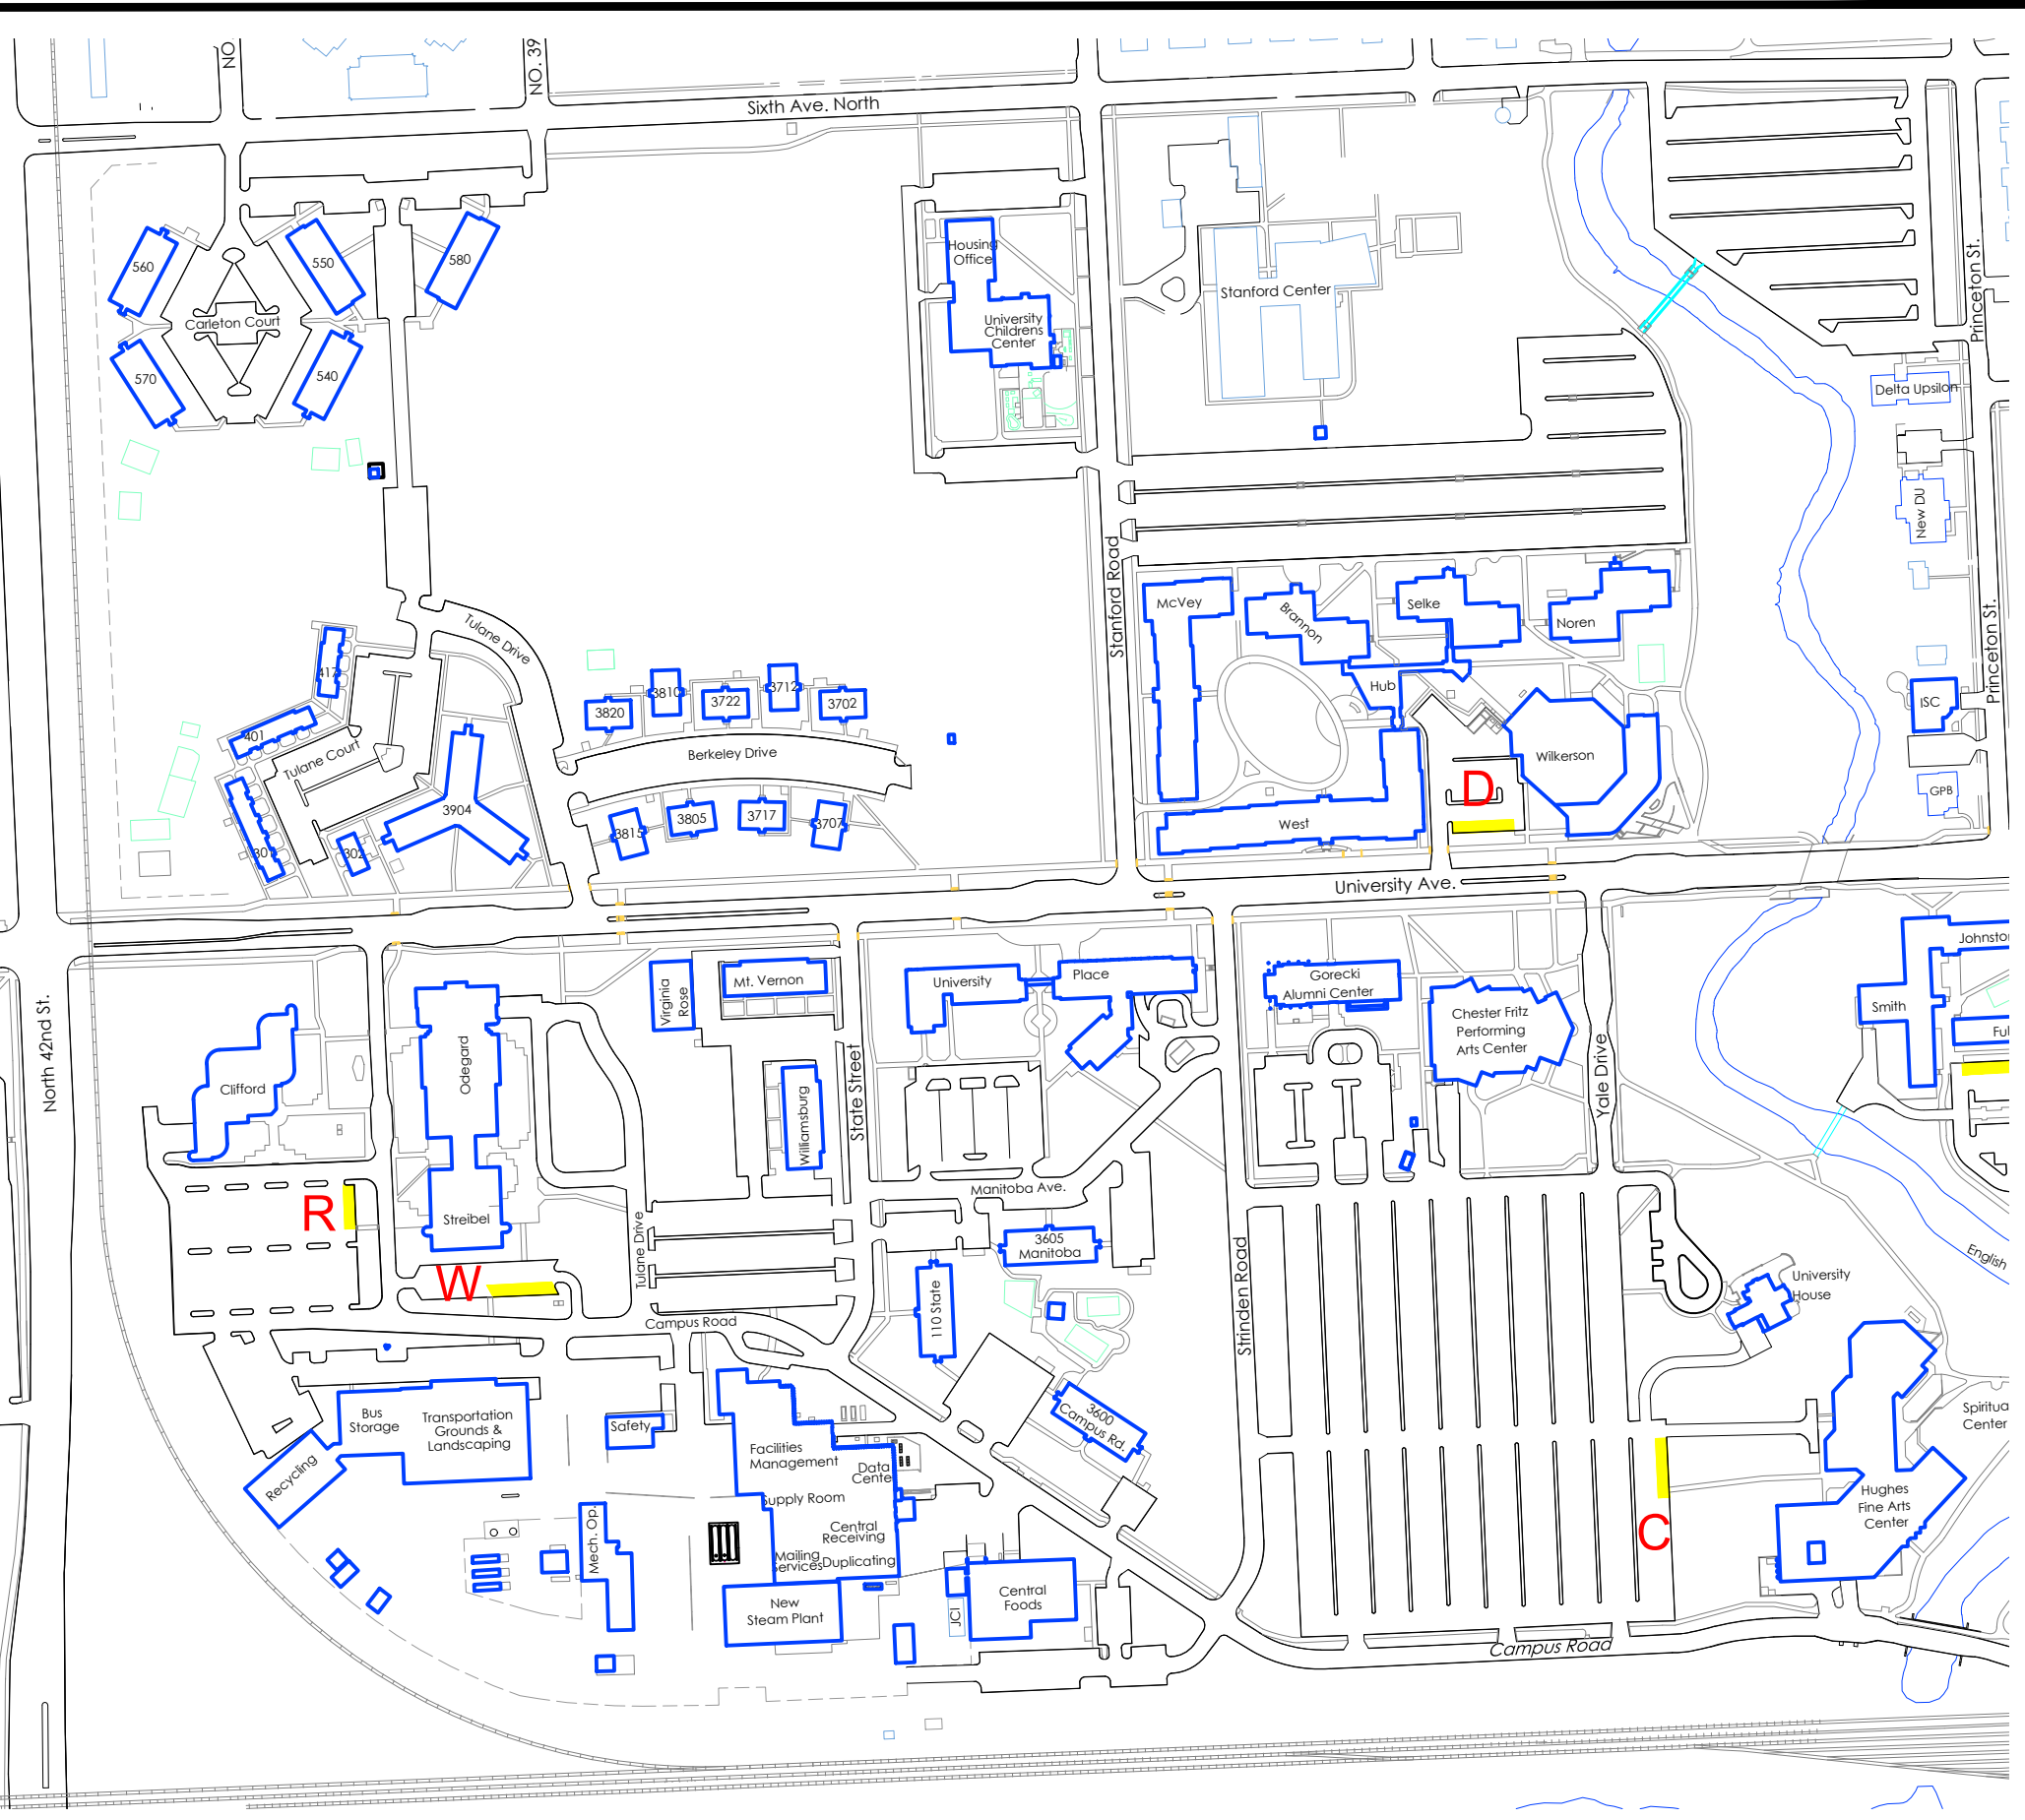 NO.
NO. 39
Sixth Ave. North
560
550
580
Carleton Court
570
540
Housing
Office
University
Childrens
Center
Stanford Center
Princeton St.
Delta Upsilon
New DU
Stanford Road
Tulane Drive
McVey
Brannon
Selke
Noren
Princeton St.
417
401
Tulane Court
3904
302
3820
3810
3722
3712
3702
Berkeley Drive
3815
3805
3717
3707
Hub
Wilkerson
ISC
D
GPB
West
University Ave.
North 42nd St.
Clifford
Odegard
Virginia
Rose
Mt. Vernon
University
Place
Gorecki
Alumni Center
Chester Fritz
Performing
Arts Center
Smith
Williamsburg
State Street
Yale Drive
R
Streibel
W
Tulane Drive
Manitoba Ave.
3605
Manitoba
110 State
Strinden Road
University
House
English
Campus Road
Bus
Storage
Transportation
Grounds &
Landscaping
Recycling
Safety
Facilities
Management
Data
Cente
Supply Room
Central
Receiving
Mailing
Services
Duplicating
Mech. Op.
New
Steam Plant
JCI
Central
Foods
3600
Campus Rd.
Center
Hughes
Fine Arts
Center
C
Campus Road